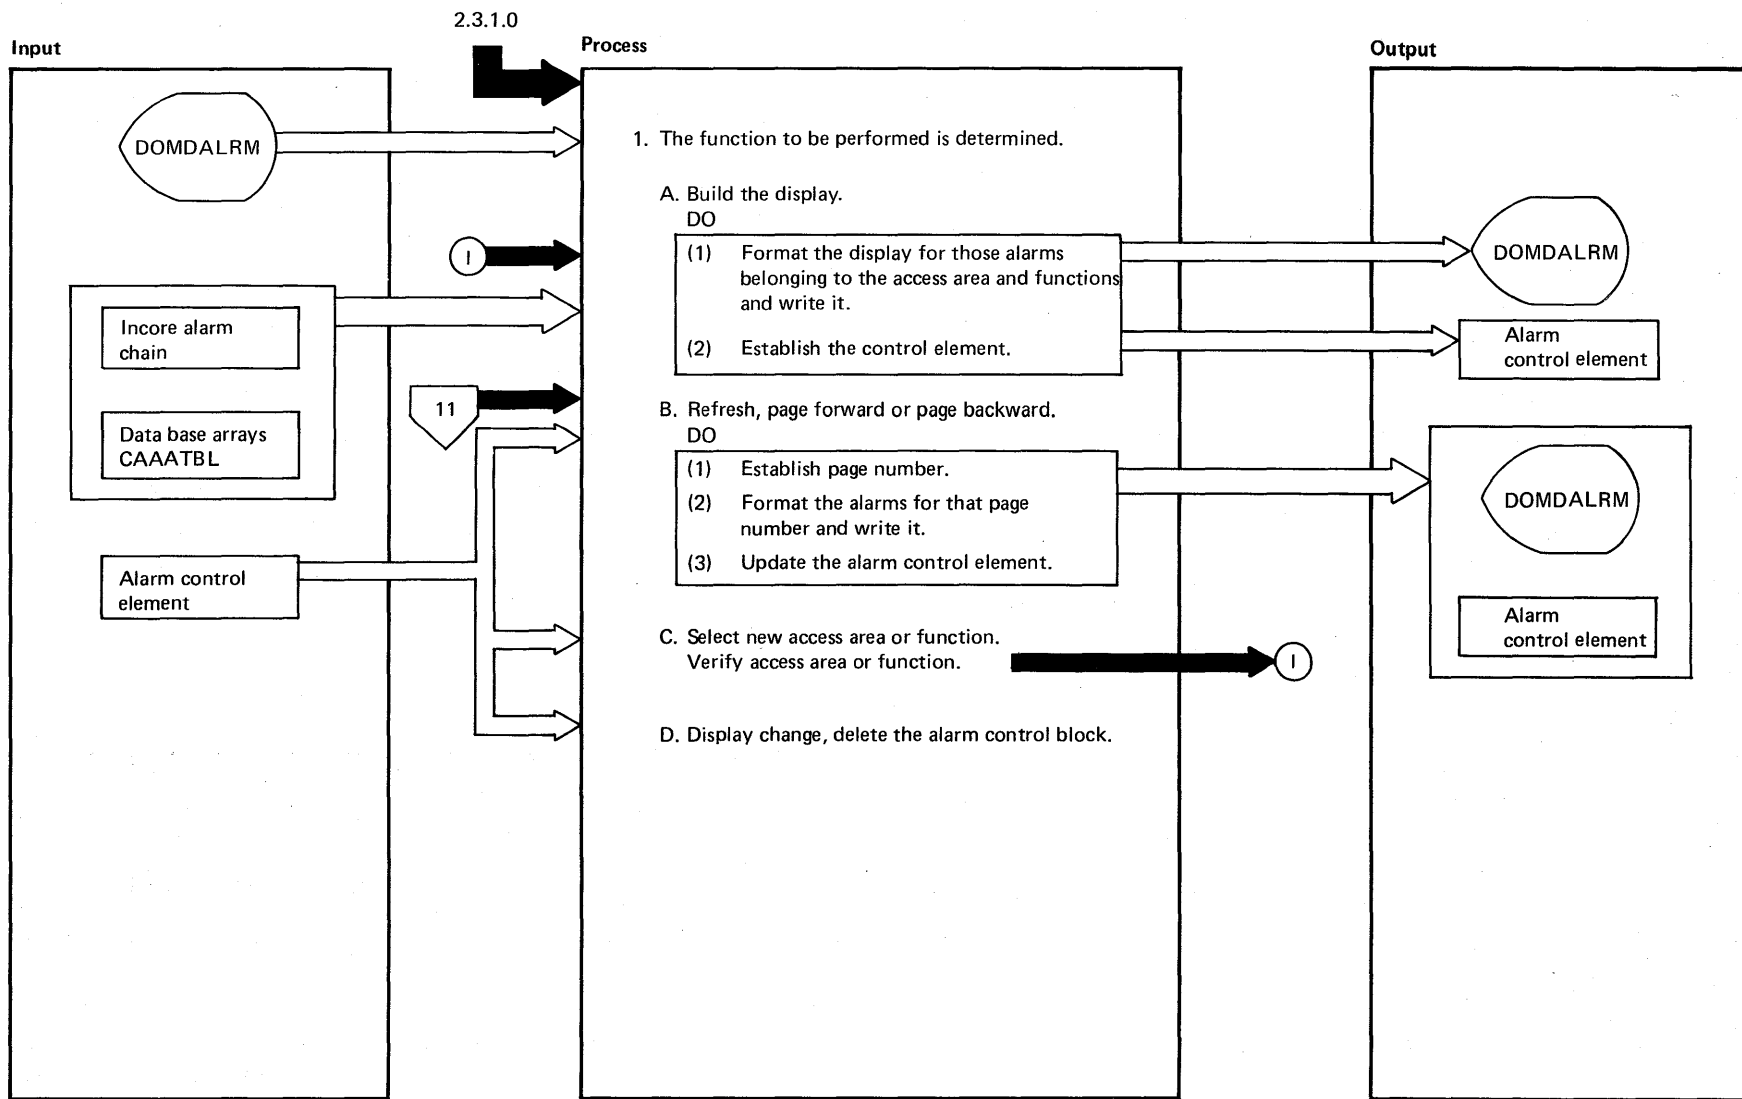 2.3.1.0
Input
Process
Output
DOMDALRM
1. The function to be performed is determined.
A. Build the display.
DO
(1) Format the display for those alarms
belonging to the access area and functions
and write it.
(2) Establish the control element.
DOMDALRM
Alarm
control element
I
Incore alarm
chain
Data base arrays
CAAATBL
11
B. Refresh, page forward or page backward.
DO
(1) Establish page number.
(2) Format the alarms for that page
number and write it.
(3) Update the alarm control element.
DOMDALRM
Alarm
control element
Alarm control
element
C. Select new access area or function.
Verify access area or function.
I
D. Display change, delete the alarm control block.